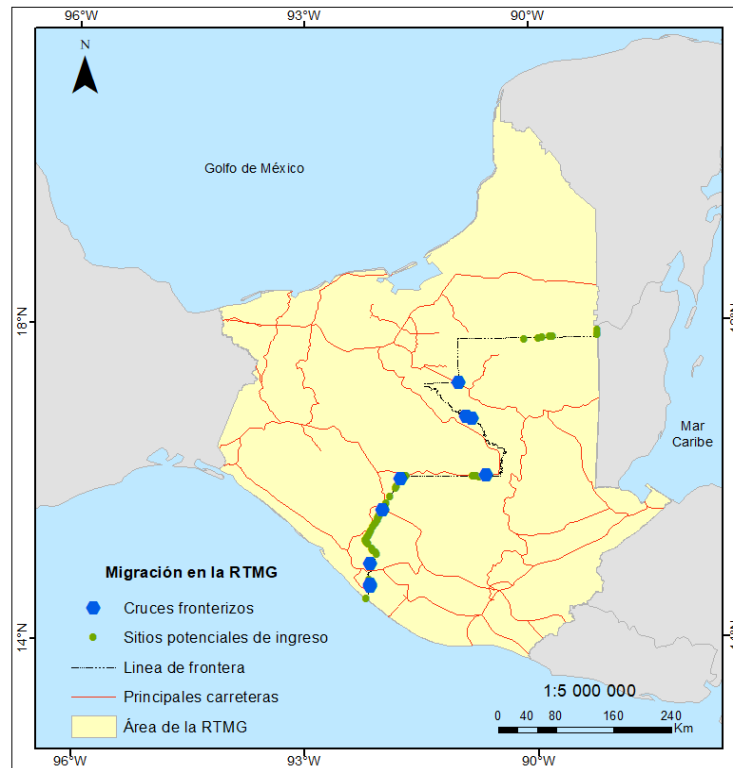 96°W 93°W 90°W
N
Golfo de México
18°N
Mar
Caribe
Migración en la RTMG
Cruces fronterizos
Sitios potenciales de ingreso
Linea de frontera
Principales carreteras
Área de la RTMG
14°N
1:5 000 000
0 40 80 160 240
Km
96°W 93°W 90°W